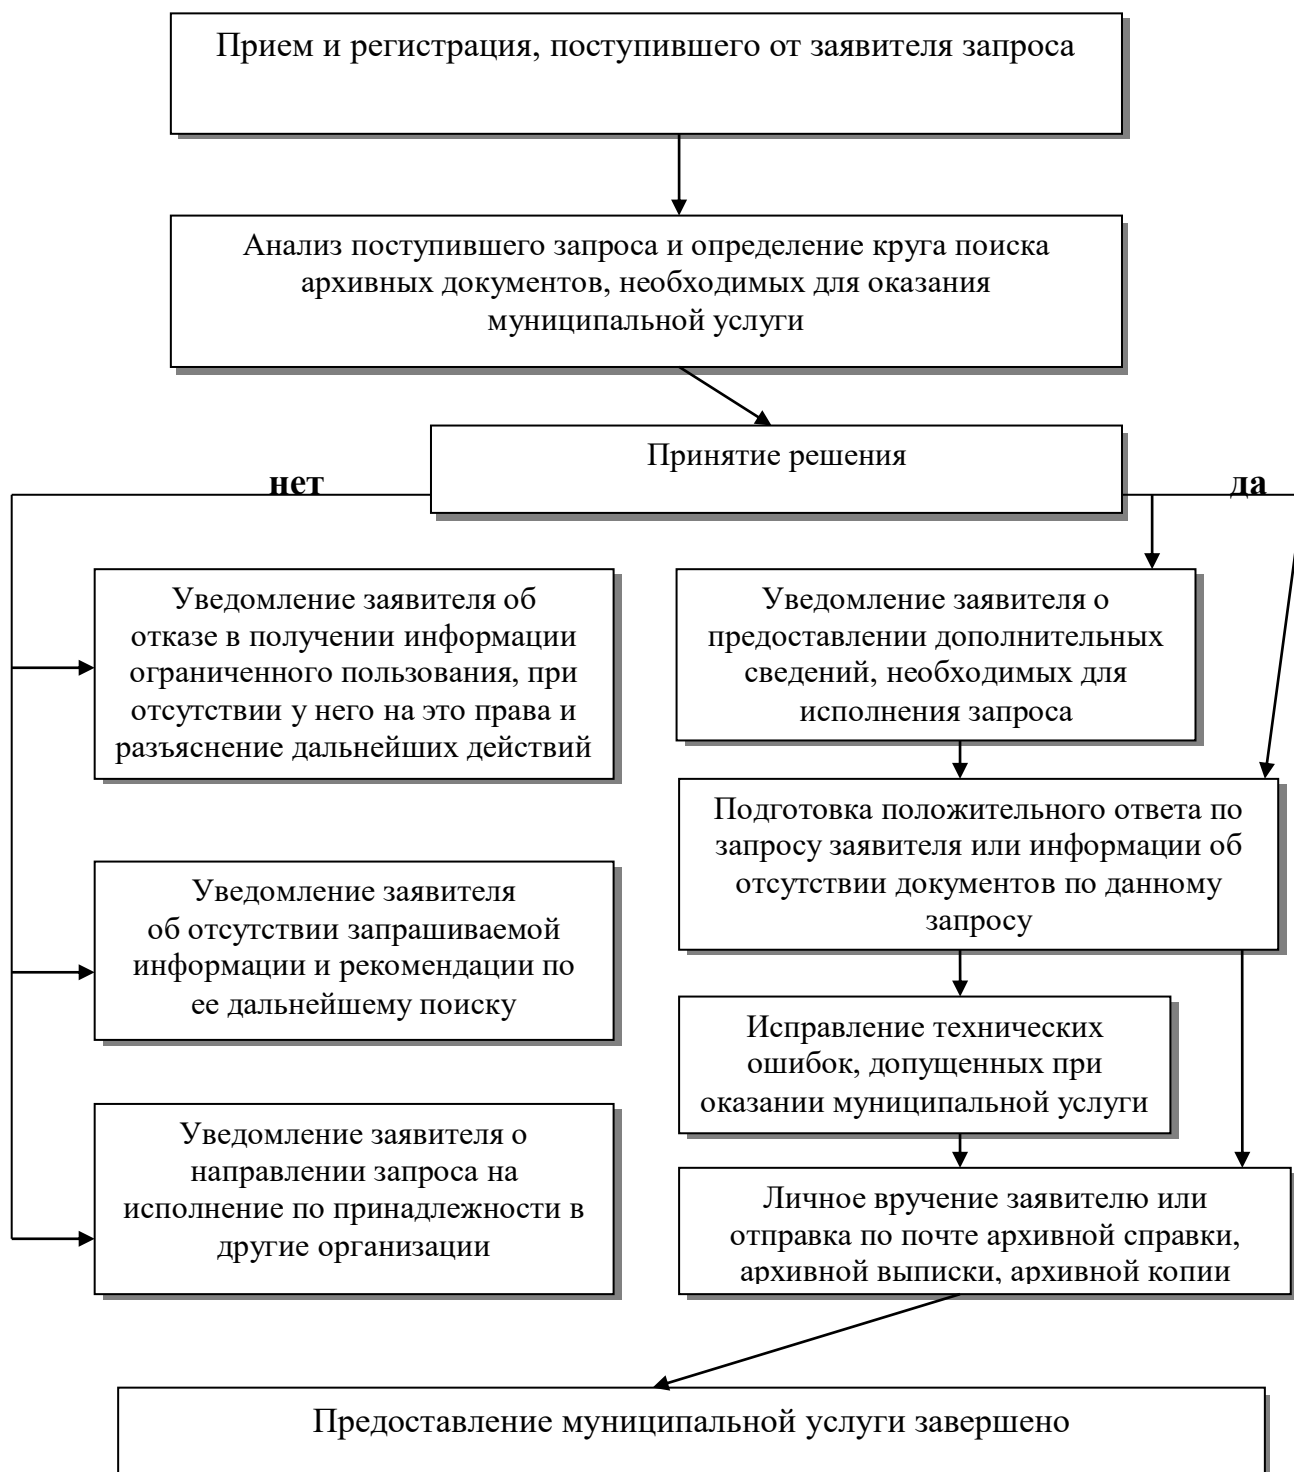 Прием и регистрация, поступившего от заявителя запроса
Анализ поступившего запроса и определение круга поиска
архивных документов, необходимых для оказания
муниципальной услуги
Принятие решения
нет
да
Уведомление заявителя об
отказе в получении информации
ограниченного пользования, при
отсутствии у него на это права и
разъяснение дальнейших действий
Уведомление заявителя
об отсутствии запрашиваемой
информации и рекомендации по
ее дальнейшему поиску
Уведомление заявителя о
направлении запроса на
исполнение по принадлежности в
другие организации
Уведомление заявителя о
предоставлении дополнительных
сведений, необходимых для
исполнения запроса
Подготовка положительного ответа по
запросу заявителя или информации об
отсутствии документов по данному
запросу
Исправление технических
ошибок, допущенных при
оказании муниципальной услуги
Личное вручение заявителю или
отправка по почте архивной справки,
архивной выписки, архивной копии
Предоставление муниципальной услуги завершено